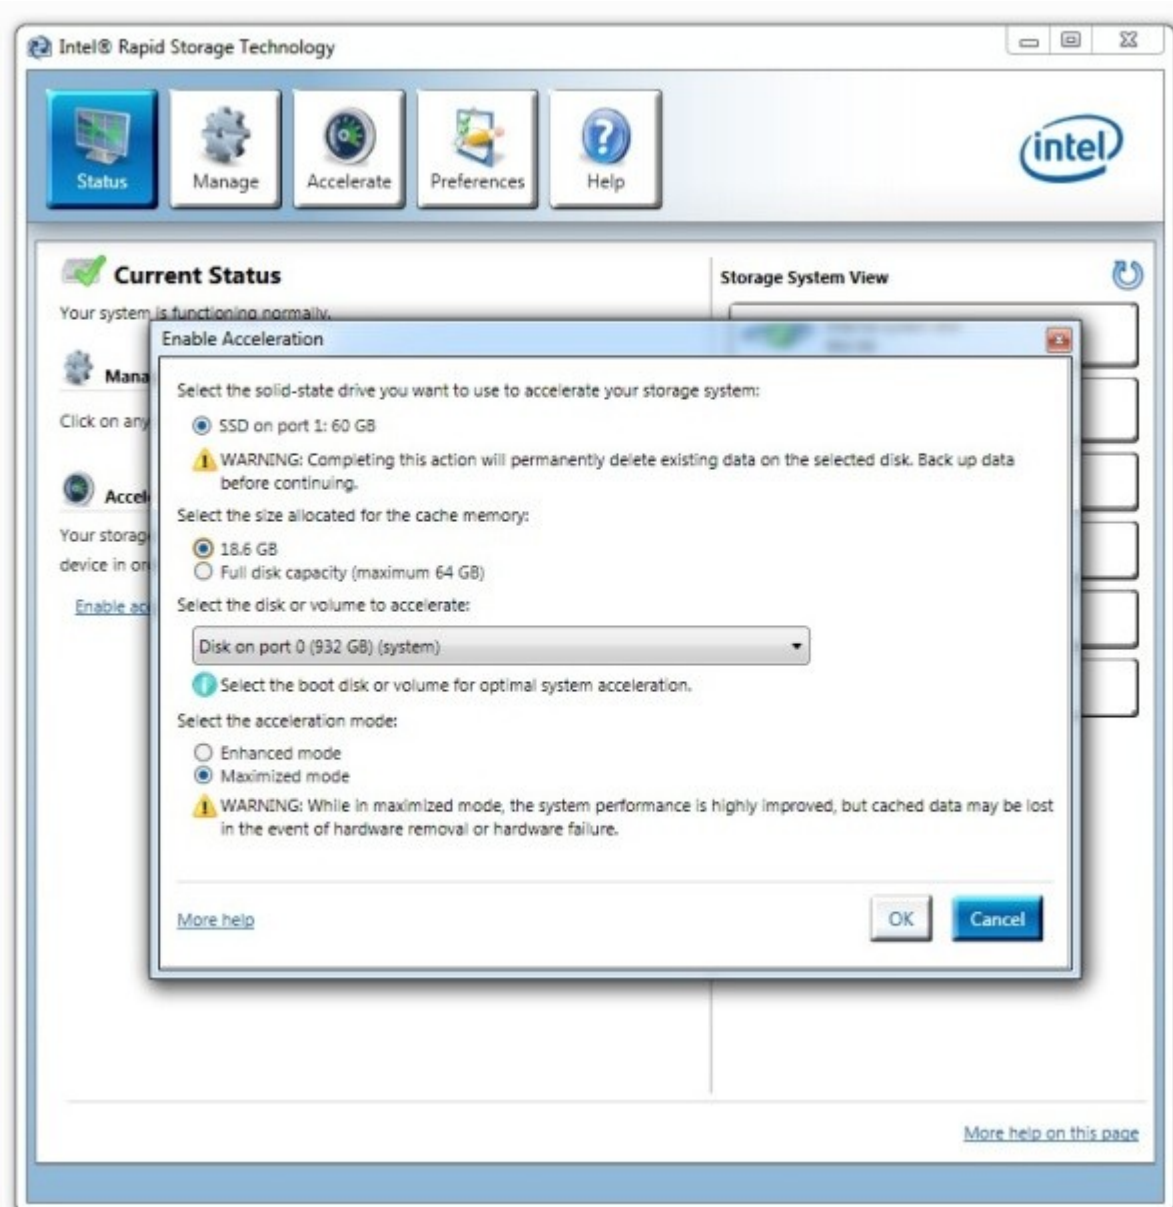 Intel® Rapid Storage Technology
Status
Manage
Accelerate
Preferences
Help
intel
Current Status
Your system is functioning normally.
Storage System View
Mana
Click on any
Accel
Your storag
device in or
Enable ac
Enable Acceleration
Select the solid-state drive you want to use to accelerate your storage system:
SSD on port 1: 60 GB
WARNING: Completing this action will permanently delete existing data on the selected disk. Back up data
before continuing.
Select the size allocated for the cache memory:
18.6 GB
Full disk capacity (maximum 64 GB)
Select the disk or volume to accelerate:
Disk on port 0 (932 GB) (system)
Select the boot disk or volume for optimal system acceleration.
Select the acceleration mode:
Enhanced mode
Maximized mode
WARNING: While in maximized mode, the system performance is highly improved, but cached data may be lost
in the event of hardware removal or hardware failure.
More help
OK
Cancel
More help on this page